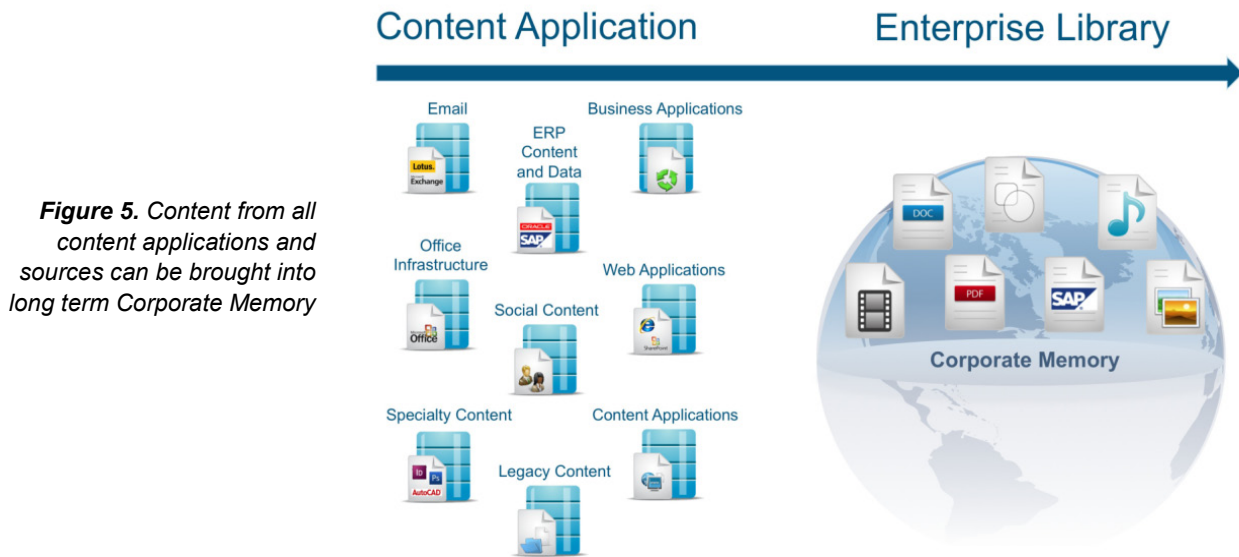 Content Application
Enterprise Library
Figure 5. Content from all
content applications and
sources can be brought into
long term Corporate Memory
Email
Lotus.
Exchange
ERP
Content
and Data
ORACLE
SAP
Business Applications
Office
Infrastructure
Office
Social Content
Web Applications
SharePoint
Specialty Content
Id
Ps
AutoCAD
Legacy Content
Content Applications
DOC
PDF
SAP
Corporate Memory